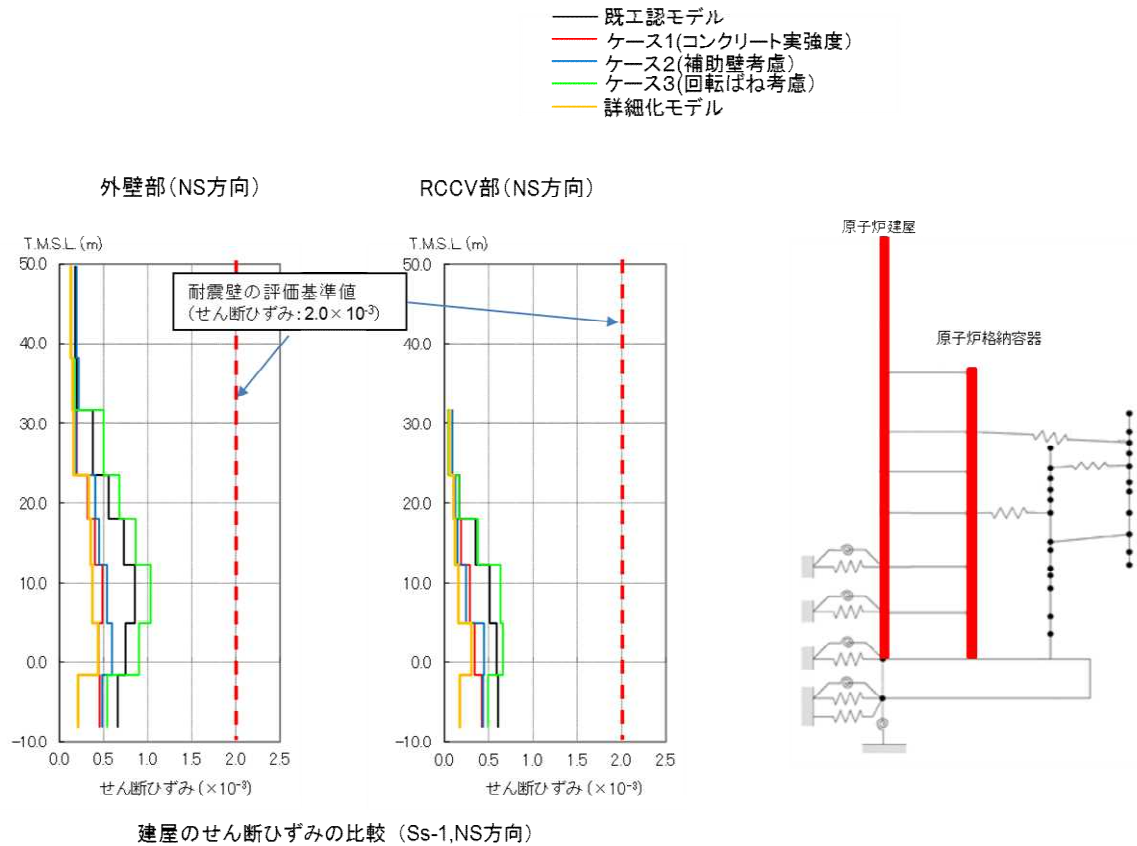 既工認モデル
ケース1(コンクリート実強度)
ケース2(補助壁考慮)
ケース3(回転ばね考慮)
詳細化モデル
外壁部(NS方向)
T.M.S.L. (m)
50.0
40.0
30.0
20.0
10.0
0.0
-10.0
0.0 0.5 1.0 1.5 2.0 2.5
せん断ひずみ(×10⁻³)
耐震壁の評価基準値
(せん断ひずみ:2.0×10⁻³)
RCCV部(NS方向)
T.M.S.L. (m)
50.0
40.0
30.0
20.0
10.0
0.0
-10.0
0.0 0.5 1.0 1.5 2.0 2.5
せん断ひずみ(×10⁻³)
原子炉建屋
原子炉格納容器
建屋のせん断ひずみの比較 (Ss-1,NS方向)